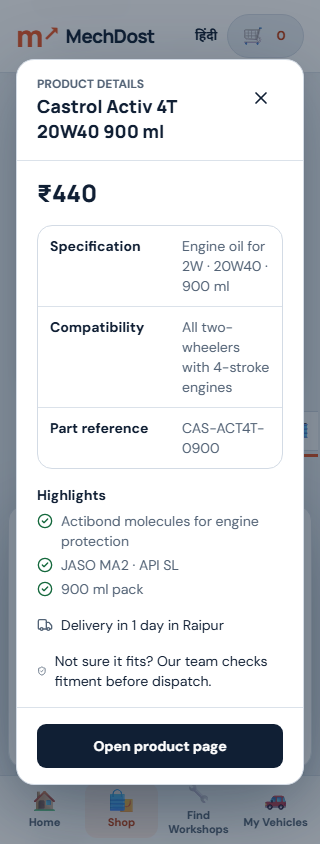 m MechDost
हिंदी
0
PRODUCT DETAILS
Castrol Activ 4T
20W40 900 ml
₹440
Specification
Engine oil for
2W · 20W40 ·
900 ml
Compatibility
All two-
wheelers
with 4-stroke
engines
Part reference
CAS-ACT4T-
0900
Highlights
Actibond molecules for engine
protection
JASO MA2 · API SL
900 ml pack
Delivery in 1 day in Raipur
Not sure it fits? Our team checks
fitment before dispatch.
Open product page
Home
Shop
Find
Workshops
My Vehicles